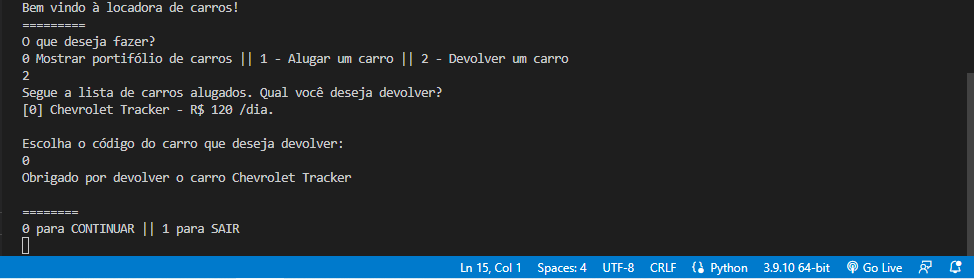 Bem vindo à locadora de carros!
=========
O que deseja fazer?
0 Mostrar portifólio de carros || 1 - Alugar um carro || 2 - Devolver um carro
2
Segue a lista de carros alugados. Qual você deseja devolver?
[0] Chevrolet Tracker - R$ 120 /dia.
Escolha o código do carro que deseja devolver:
0
Obrigado por devolver o carro Chevrolet Tracker
========
0 para CONTINUAR || 1 para SAIR
Ln 15, Col 1 Spaces: 4 UTF-8 CRLF Python 3.9.10 64-bit Go Live